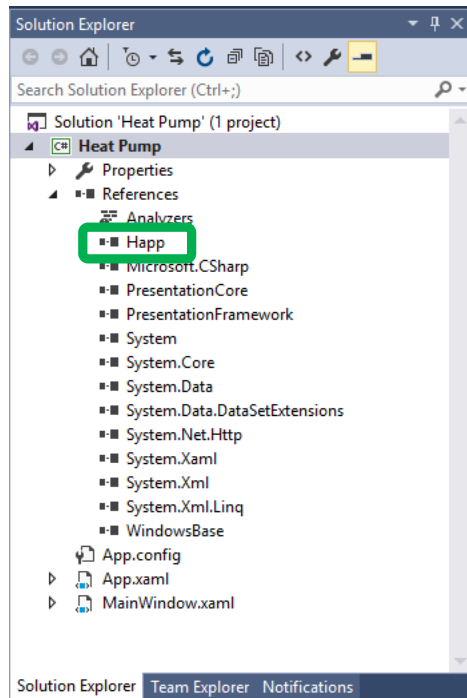 Solution Explorer
Search Solution Explorer (Ctrl+;)
Solution 'Heat Pump' (1 project)
C# Heat Pump
Properties
References
Analyzers
Happ
Microsoft.CSharp
PresentationCore
PresentationFramework
System
System.Core
System.Data
System.Data.DataSetExtensions
System.Net.Http
System.Xaml
System.Xml
System.Xml.Linq
WindowsBase
App.config
App.xaml
MainWindow.xaml
Solution Explorer Team Explorer Notifications